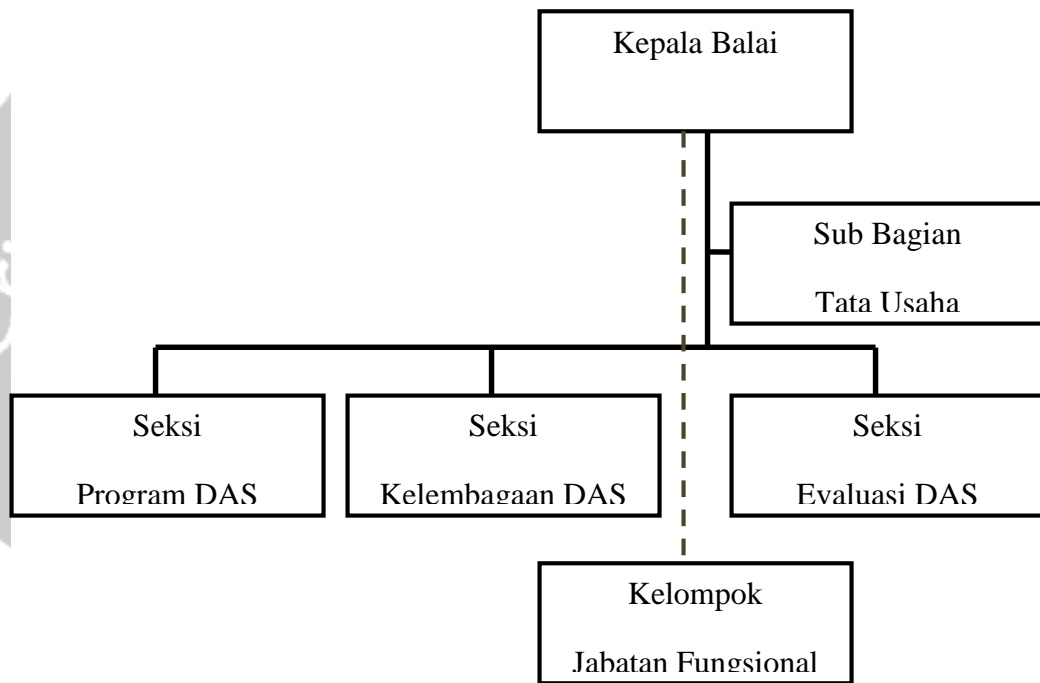 Kepala Balai
Sub Bagian
Tata Usaha
Seksi
Program DAS
Seksi
Kelembagaan DAS
Seksi
Evaluasi DAS
Kelompok
Jabatan Fungsional